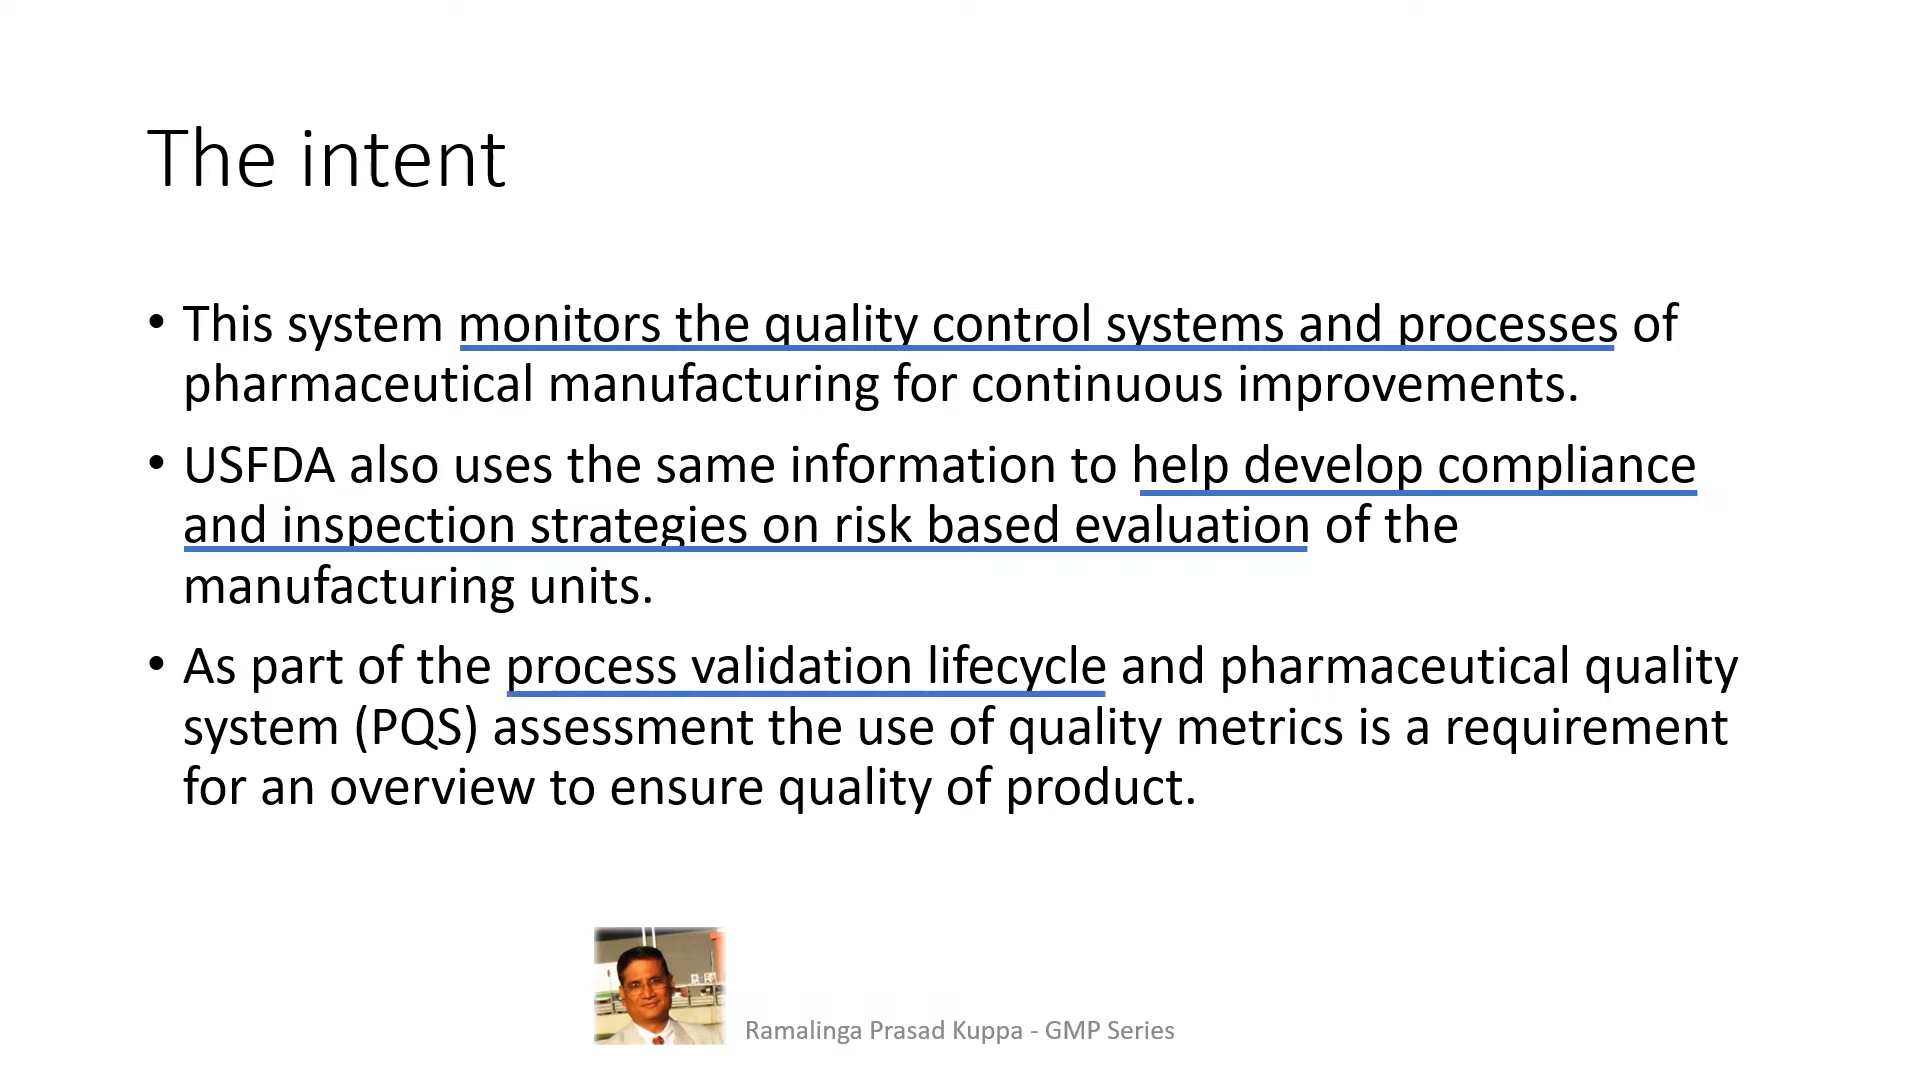 The intent
• This system monitors the quality control systems and processes of
pharmaceutical manufacturing for continuous improvements.
• USFDA also uses the same information to help develop compliance
and inspection strategies on risk based evaluation of the
manufacturing units.
• As part of the process validation lifecycle and pharmaceutical quality
system (PQS) assessment the use of quality metrics is a requirement
for an overview to ensure quality of product.
Ramalinga Prasad Kuppa - GMP Series